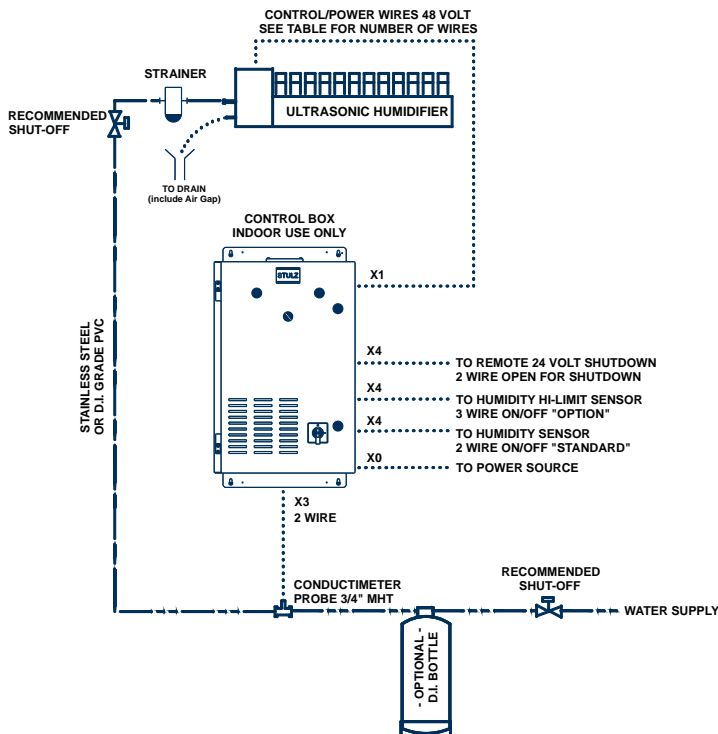 CONTROL/POWER WIRES 48 VOLT
SEE TABLE FOR NUMBER OF WIRES
STRAINER
RECOMMENDED
SHUT-OFF
ULTRASONIC HUMIDIFIER
TO DRAIN
(include Air Gap)
CONTROL BOX
INDOOR USE ONLY
STULZ
X1
STAINLESS STEEL
OR D.I. GRADE PVC
X4
TO REMOTE 24 VOLT SHUTDOWN
2 WIRE OPEN FOR SHUTDOWN
X4
TO HUMIDITY HI-LIMIT SENSOR
3 WIRE ON/OFF "OPTION"
X4
TO HUMIDITY SENSOR
2 WIRE ON/OFF "STANDARD"
X0
TO POWER SOURCE
X3
2 WIRE
CONDUCTIMETER
PROBE 3/4" MHT
RECOMMENDED
SHUT-OFF
WATER SUPPLY
- OPTIONAL -
D.I. BOTTLE